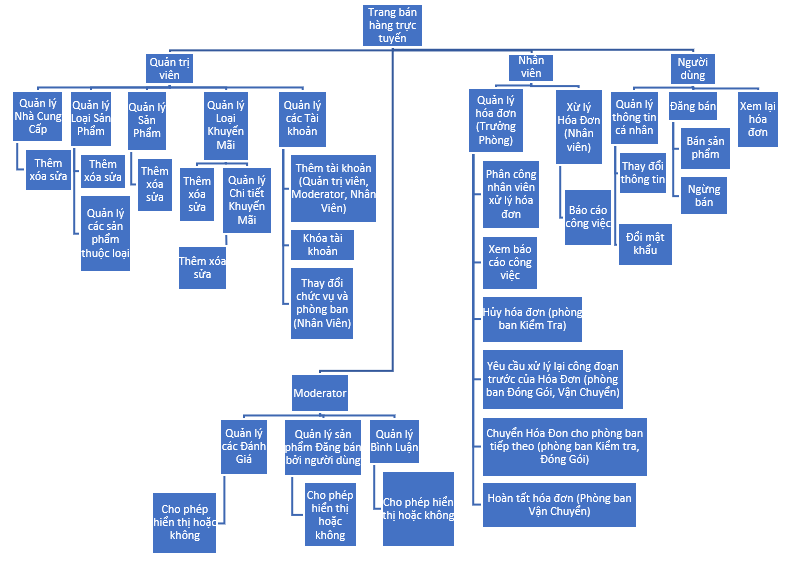 Trang bán
hàng trực
tuyến
Quản trị
viên
Nhân
viên
Người
dùng
Quản lý
Nhà Cung
Cấp
Thêm
xóa sửa
Quản lý
Loại Sản
Phẩm
Thêm
xóa sửa
Quản lý
các sản
phẩm
thuộc loại
Quản lý
Sản
Phẩm
Thêm
xóa sửa
Quản lý
Loại
Khuyến
Mãi
Thêm
xóa
sửa
Quản lý
Chi tiết
Khuyến
Mãi
Thêm xóa
sửa
Quản lý
các Tài
khoản
Thêm tài khoản
(Quản trị viên,
Moderator, Nhân
Viên)
Khóa tài
khoản
Thay đổi
chức vụ và
phòng ban
(Nhân Viên)
Quản lý
hóa đơn
(Trưởng
Phòng)
Phân công
nhân viên
xử lý hóa
đơn
Xem báo
cáo công
việc
Hủy hóa đơn (phòng
ban Kiểm Tra)
Yêu cầu xử lý lại công đoạn
trước của Hóa Đơn (phòng
ban Đóng Gói, Vận Chuyển)
Chuyển Hóa Đon cho phòng ban
tiếp theo (phòng ban Kiểm tra,
Đóng Gói)
Hoàn tất hóa đơn (Phòng ban
Vận Chuyển)
Xử lý
Hóa Đơn
(Nhân
viên)
Báo cáo
công việc
Quản lý
thông tin
cá nhân
Thay đổi
thông tin
Đổi mật
khẩu
Đăng bán
Bán sản
phẩm
Ngừng
bán
Xem lại
hóa đơn
Moderator
Quản lý
các Đánh
Giá
Cho phép
hiển thị hoặc
không
Quản lý sản
phẩm Đăng bán
bởi người dùng
Cho phép
hiển thị
hoặc
không
Quản lý
Bình Luận
Cho phép hiển
thị hoặc không